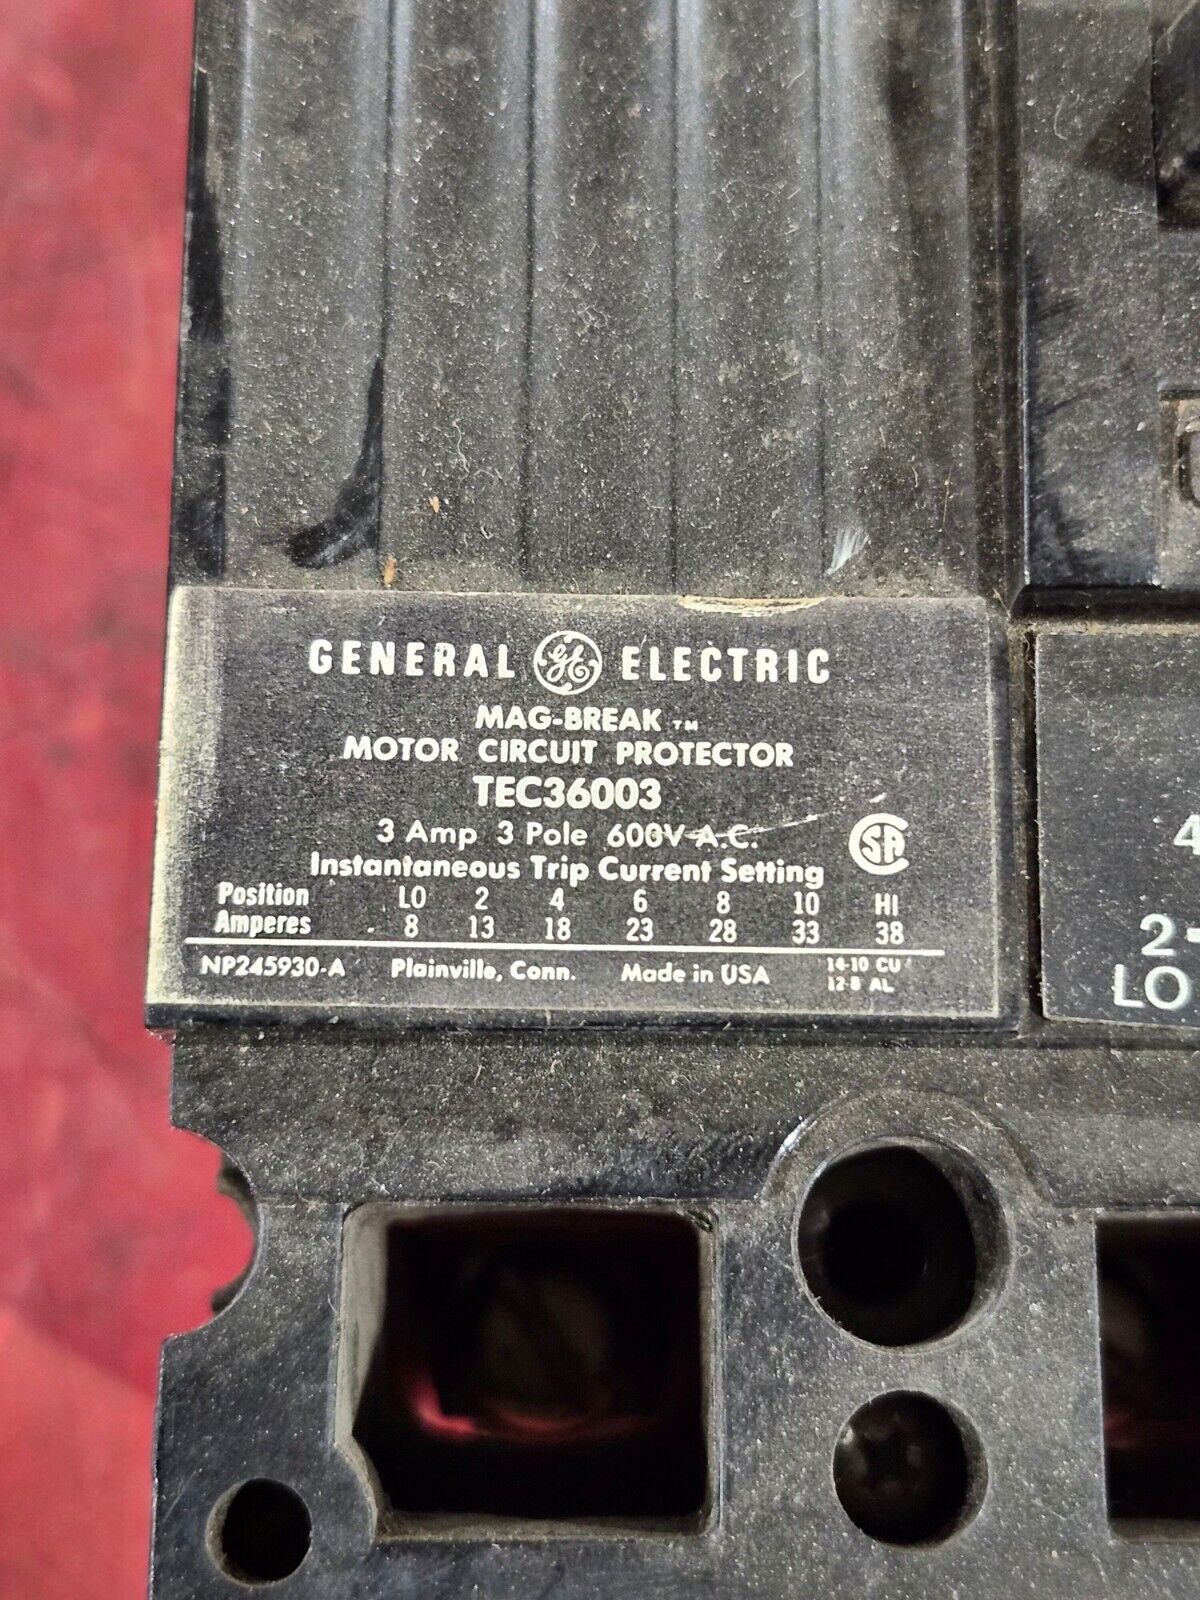 GENERAL GE ELECTRIC
MAG-BREAK ™
MOTOR CIRCUIT PROTECTOR
TEC36003
3 Amp 3 Pole 600V A.C.
SA
Instantaneous Trip Current Setting
Position LO 2 4 6 8 10 HI
Amperes 8 13 18 23 28 33 38
NP245930-A Plainville, Conn. Made in USA 14-10 CU
12-8 AL
4
2-
LO